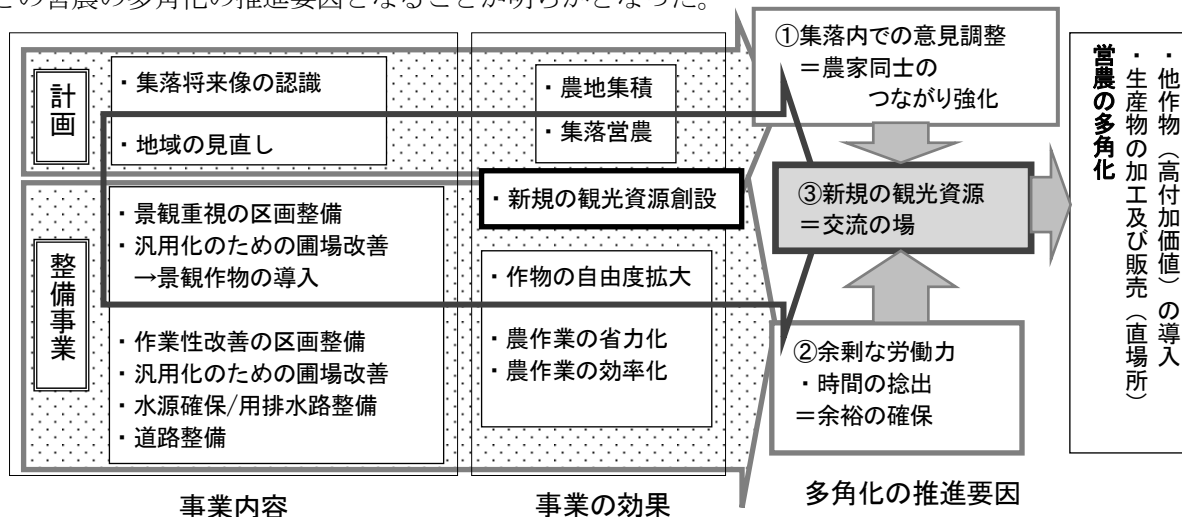 この営農の多角化の推進要因となることが明らかとなった。
計画
・集落将来像の認識
・地域の見直し
・農地集積
・集落営農
①集落内での意見調整
＝農家同士の
つながり強化
整備事業
・景観重視の区画整備
・汎用化のための圃場改善
→景観作物の導入
・作業性改善の区画整備
・汎用化のための圃場改善
・水源確保/用排水路整備
・道路整備
・新規の観光資源創設
・作物の自由度拡大
・農作業の省力化
・農作業の効率化
③新規の観光資源
＝交流の場
②余剰な労働力
・時間の捻出
＝余裕の確保
・他作物（高付加価値）の導入
・生産物の加工及び販売（直場所）
営農の多角化
事業内容
事業の効果
多角化の推進要因